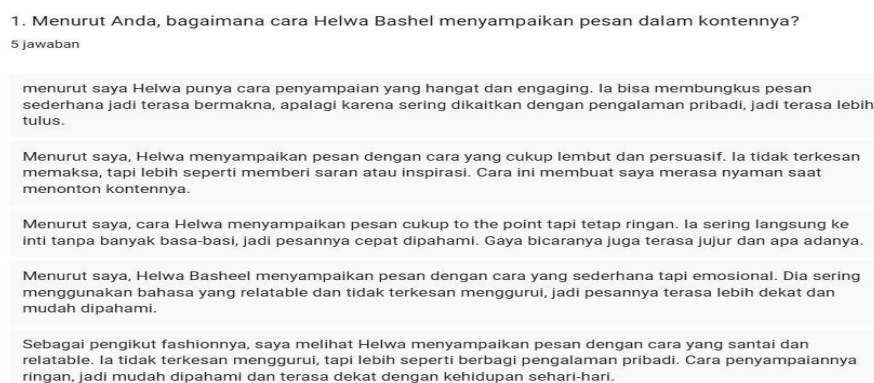 1. Menurut Anda, bagaimana cara Helwa Bashel menyampaikan pesan dalam kontennya?
5 jawaban
menurut saya Helwa punya cara penyampaian yang hangat dan engaging. Ia bisa membungkus pesan
sederhana jadi terasa bermakna, apalagi karena sering dikaitkan dengan pengalaman pribadi, jadi terasa lebih
tulus.
Menurut saya, Helwa menyampaikan pesan dengan cara yang cukup lembut dan persuasif. Ia tidak terkesan
memaksa, tapi lebih seperti memberi saran atau inspirasi. Cara ini membuat saya merasa nyaman saat
menonton kontennya.
Menurut saya, cara Helwa menyampaikan pesan cukup to the point tapi tetap ringan. Ia sering langsung ke
inti tanpa banyak basa-basi, jadi pesannya cepat dipahami. Gaya bicaranya juga terasa jujur dan apa adanya.
Menurut saya, Helwa Basheel menyampaikan pesan dengan cara yang sederhana tapi emosional. Dia sering
menggunakan bahasa yang relatable dan tidak terkesan menggurui, jadi pesannya terasa lebih dekat dan
mudah dipahami.
Sebagai pengikut fashionnya, saya melihat Helwa menyampaikan pesan dengan cara yang santai dan
relatable. Ia tidak terkesan menggurui, tapi lebih seperti berbagi pengalaman pribadi. Cara penyampaiannya
ringan, jadi mudah dipahami dan terasa dekat dengan kehidupan sehari-hari.